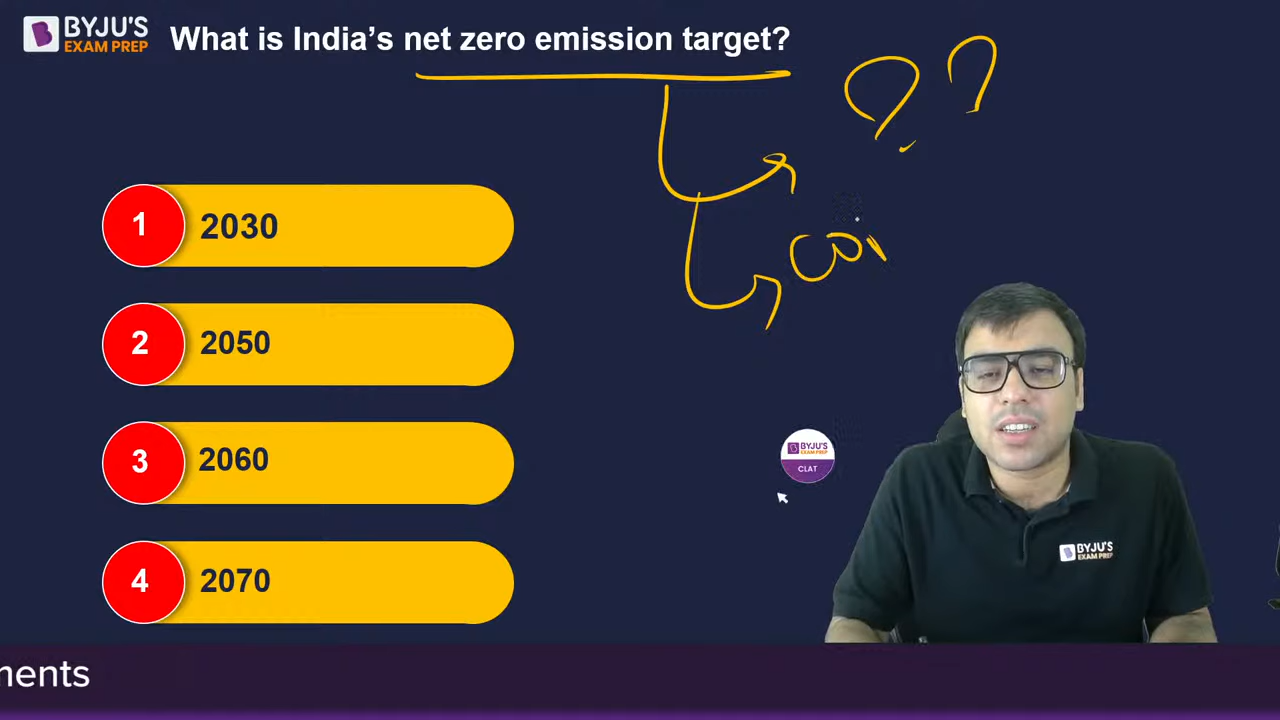 BYJU'S
EXAM PREP
What is India's net zero emission target?
? ?
1 2030
2 2050
3 2060
4 2070
BYJU'S
EXAM PREP
CLAT
BYJU'S
EXAM PREP
ments